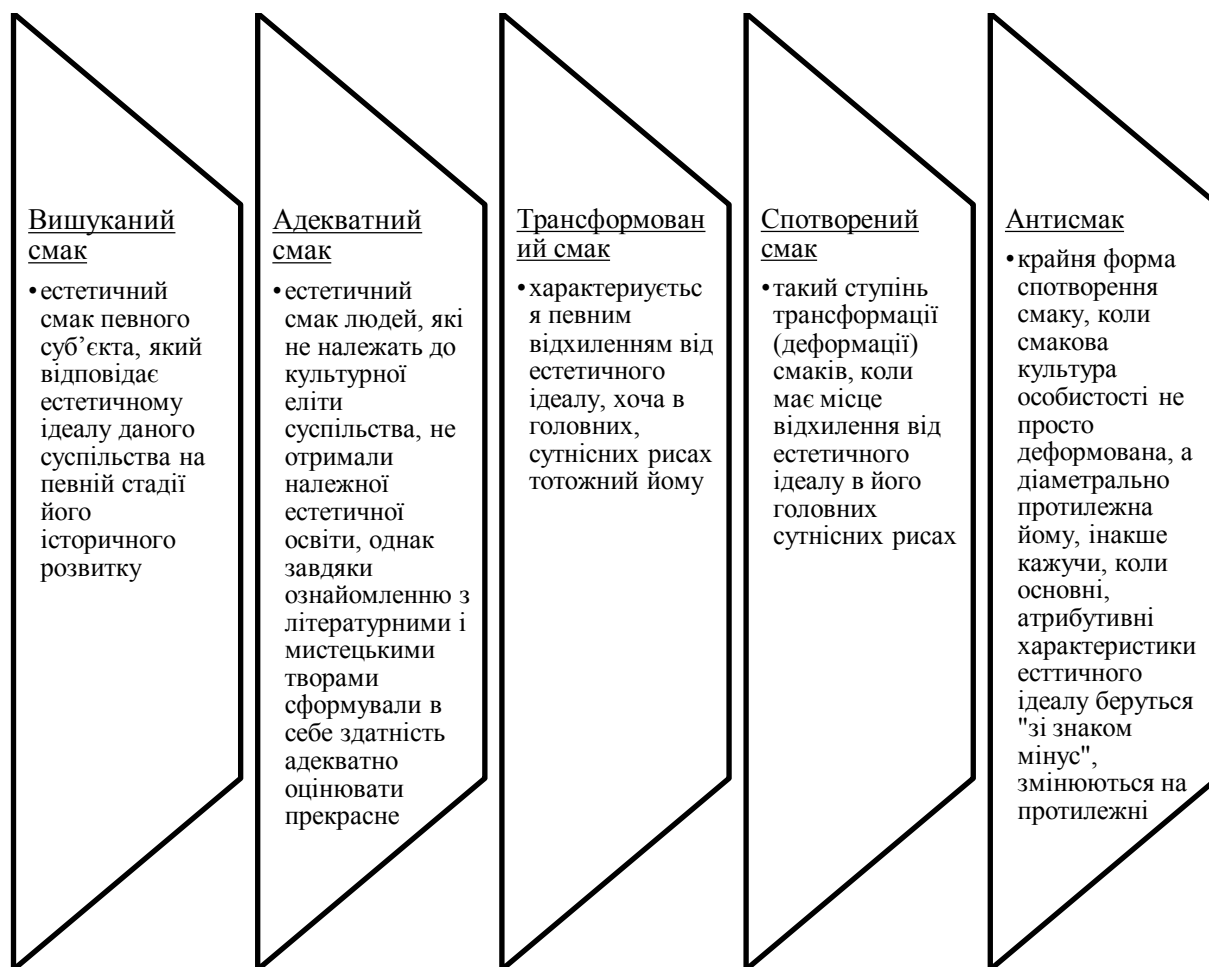 Вишуканий
смак
•естетичний
смак певного
суб’єкта, який
відповідає
естетичному
ідеалу даного
суспільства на
певній стадії
його
історичного
розвитку
Адекватний
смак
•естетичний
смак людей, які
не належать до
культурної
еліти
суспільства, не
отримали
належної
естетичної
освіти, однак
завдяки
ознайомленню з
літературними і
мистецькими
творами
сформували в
себе здатність
адекватно
оцінювати
прекрасне
Трансформован
ий смак
•характериуєтьс
я певним
відхиленням від
естетичного
ідеалу, хоча в
головних,
сутнісних рисах
тотожний йому
Спотворений
смак
•такий ступінь
трансформації
(деформації)
смаків, коли
має місце
відхилення від
естетичного
ідеалу в його
головних
сутнісних рисах
Антисмак
•крайня форма
спотворення
смаку, коли
смакова
культура
особистості не
просто
деформована, а
діаметрально
протилежна
йому, інакше
кажучи, коли
основні,
атрибутивні
характеристики
есттичного
ідеалу беруться
"зі знаком
мінус",
змінюються на
протилежні